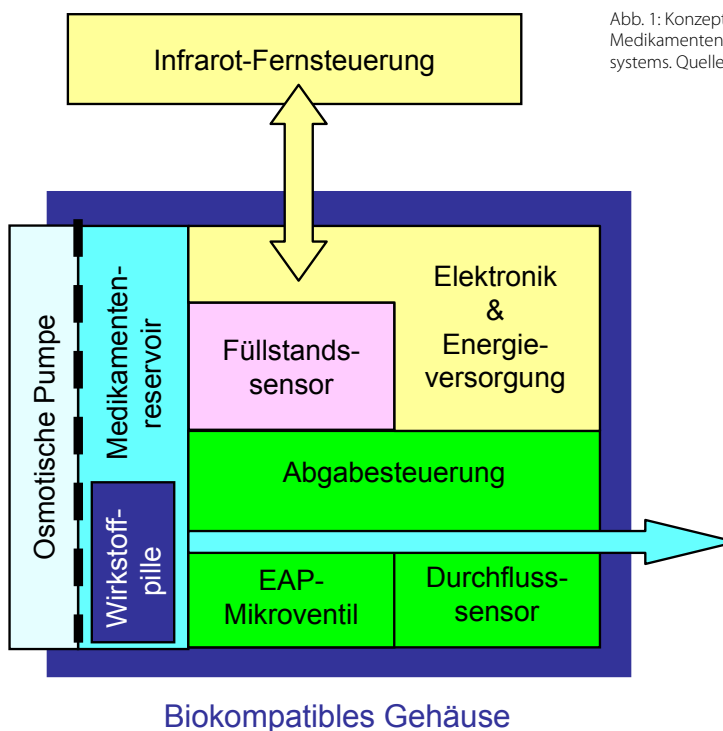 Abb. 1: Konzept
Medikamenten
systems. Quelle
Infrarot-Fernsteuerung
Osmotische Pumpe
Medikamenten-
reservoir
Wirkstoff-
pille
Füllstands-
sensor
Elektronik
&
Energie-
versorgung
Abgabesteuerung
EAP-
Mikroventil
Durchfluss-
sensor
Biokompatibles Gehäuse